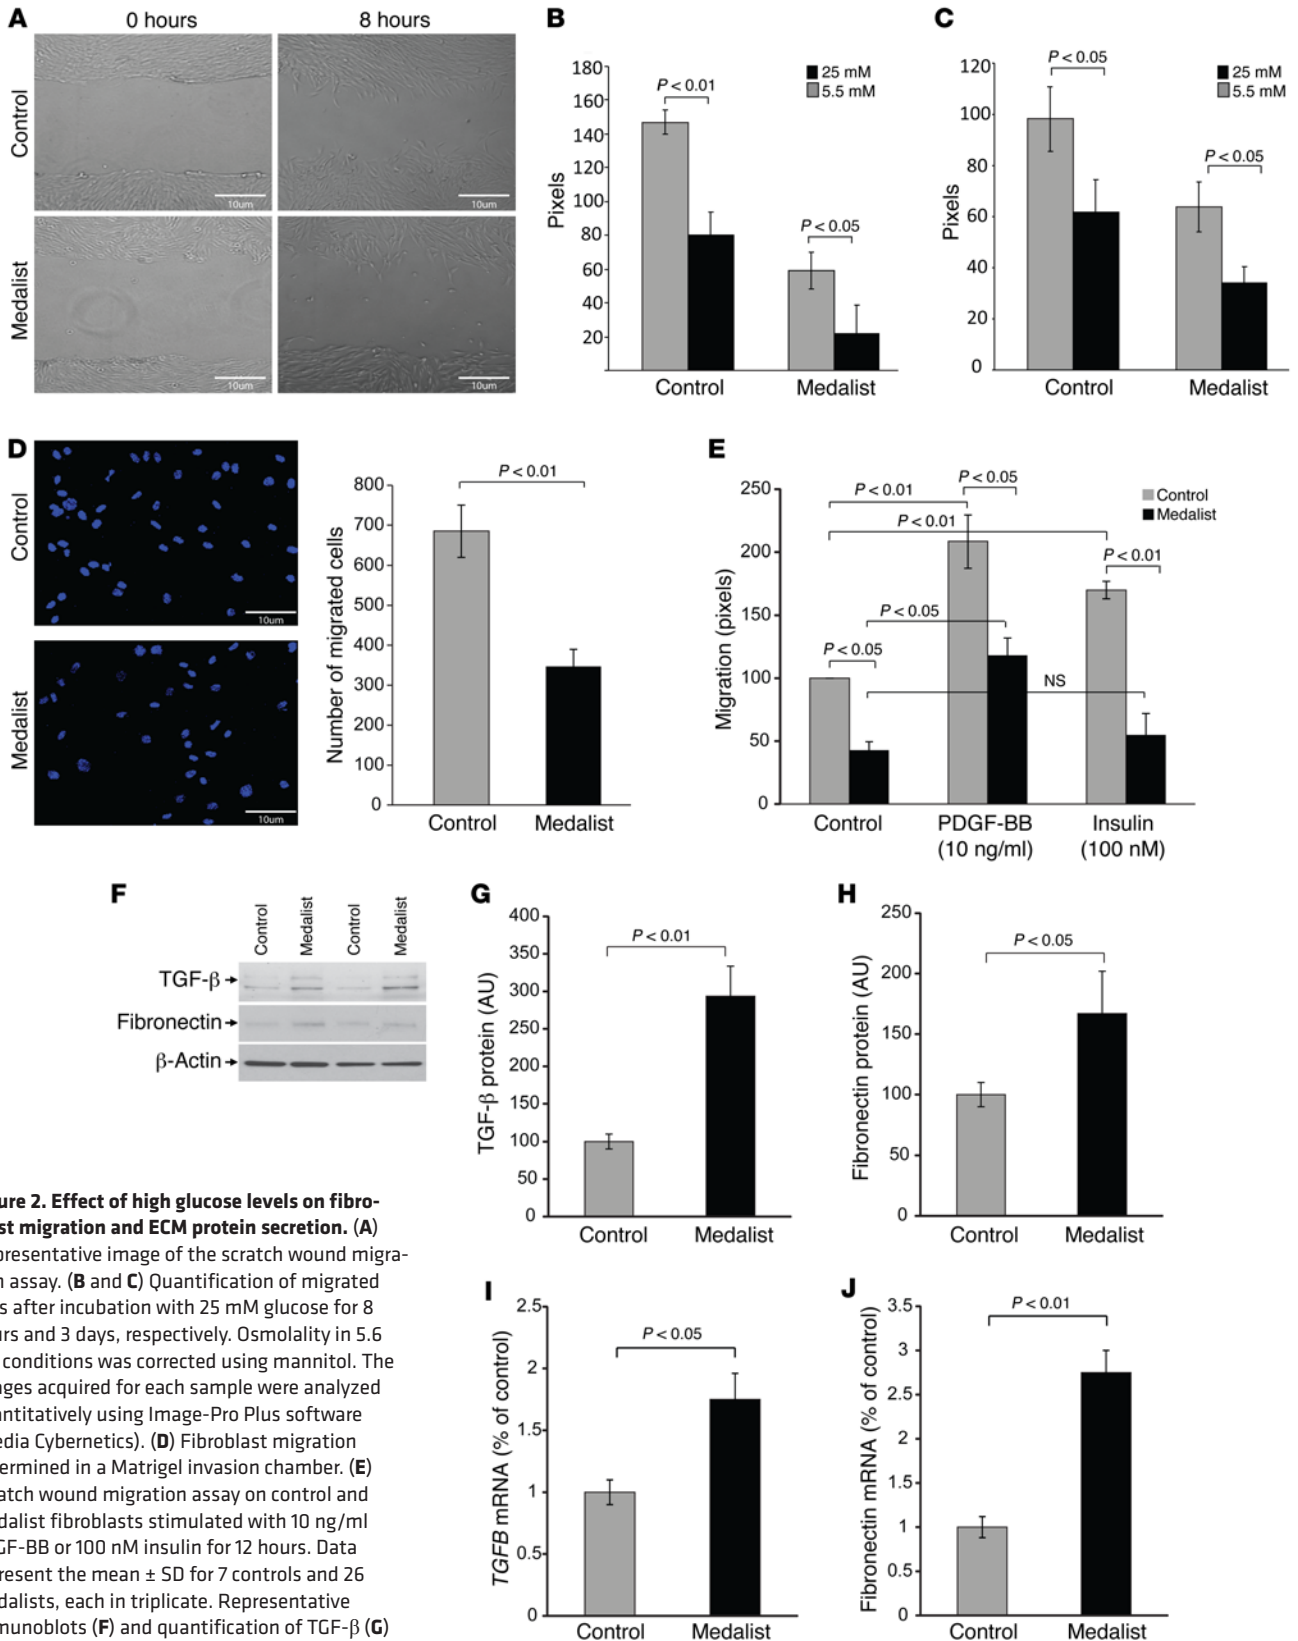 A
0 hours
8 hours
Control
Medalist
10um
10um
10um
10um
B
180
160
140
120
100
80
60
40
20
Pixels
P < 0.01
P < 0.05
25 mM
5.5 mM
Control
Medalist
C
120
100
80
60
40
20
0
Pixels
P < 0.05
P < 0.05
25 mM
5.5 mM
Control
Medalist
D
Control
Medalist
10um
10um
800
700
600
500
400
300
200
100
0
Number of migrated cells
P < 0.01
Control
Medalist
E
250
200
150
100
50
0
Migration (pixels)
P < 0.01
P < 0.05
P < 0.01
P < 0.01
P < 0.05
P < 0.05
NS
Control
Medalist
Control
PDGF-BB
(10 ng/ml)
Insulin
(100 nM)
F
Control
Medalist
Control
Medalist
TGF-β
Fibronectin
β-Actin
G
400
350
300
250
200
150
100
50
0
TGF-β protein (AU)
P < 0.01
Control
Medalist
H
250
200
150
100
50
0
Fibronectin protein (AU)
P < 0.05
Control
Medalist
ure 2. Effect of high glucose levels on fibro-
st migration and ECM protein secretion. (A)
presentative image of the scratch wound migra-
n assay. (B and C) Quantification of migrated
s after incubation with 25 mM glucose for 8
urs and 3 days, respectively. Osmolality in 5.6
conditions was corrected using mannitol. The
ages acquired for each sample were analyzed
antitatively using Image-Pro Plus software
edia Cybernetics). (D) Fibroblast migration
ermined in a Matrigel invasion chamber. (E)
atch wound migration assay on control and
dalist fibroblasts stimulated with 10 ng/ml
GF-BB or 100 nM insulin for 12 hours. Data
present the mean ± SD for 7 controls and 26
dalists, each in triplicate. Representative
munoblots (F) and quantification of TGF-β (G)
I
2.5
2
1.5
1
0.5
0
TGFB mRNA (% of control)
P < 0.05
Control
Medalist
J
3.5
3
2.5
2
1.5
1
0.5
0
Fibronectin mRNA (% of control)
P < 0.01
Control
Medalist